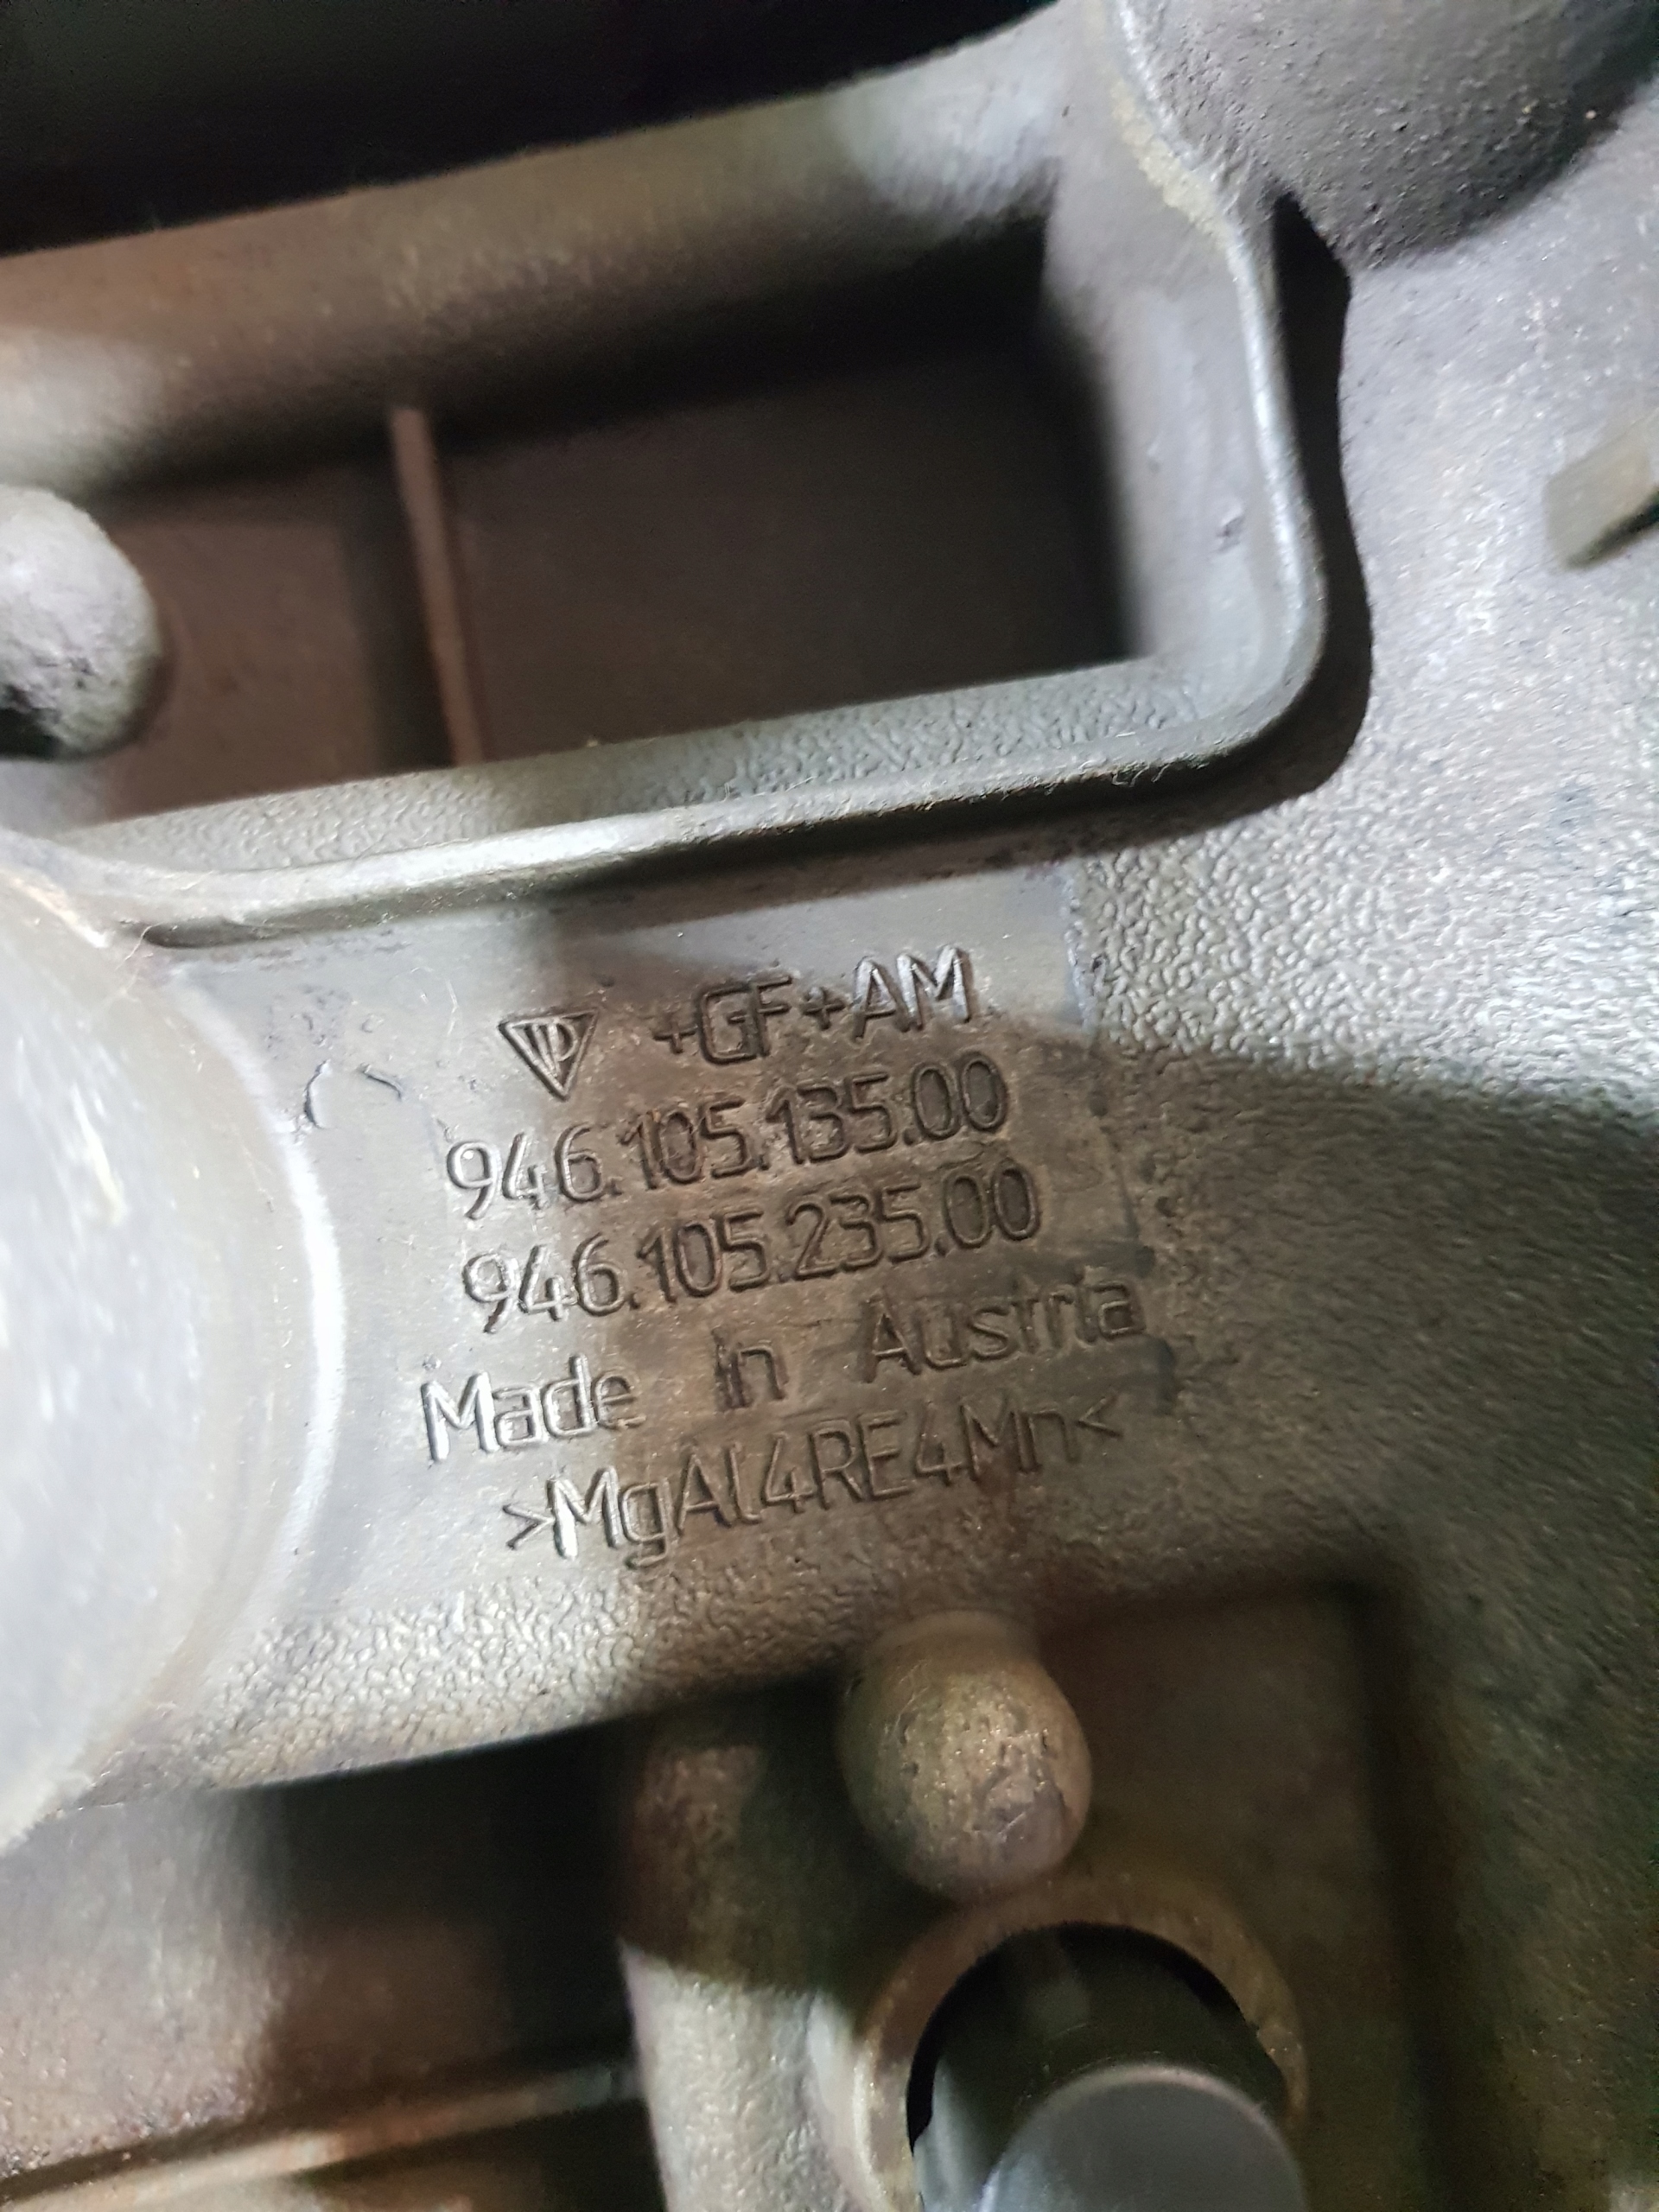 +GF+AM
946.105.135.00
946.105.235.00
Made in Austria
>MgAl4RE4Mn<